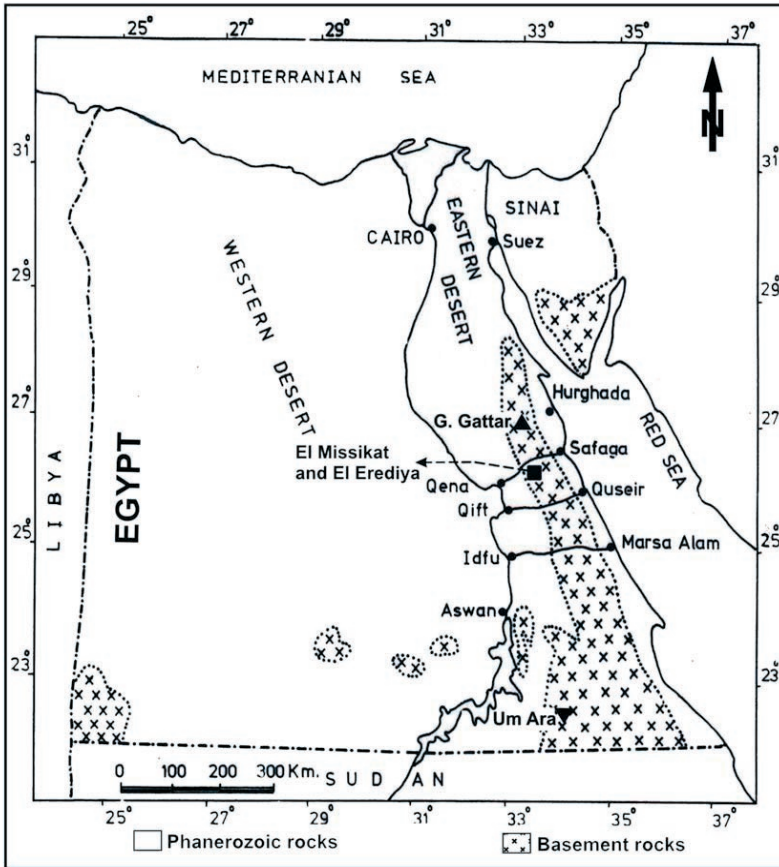 25° 27° 29° 31° 33° 35° 37°
MEDITERRANIAN SEA
N
31° 31°
SINAI
EASTERN DESERT
CAIRO
Suez
WESTERN DESERT
29° 29°
Hurghada
27° 27°
G. Gattar
RED SEA
Safaga
El Missikat
and El Erediya
Qena
Quseir
LIBYA
EGYPT
Qift
25° 25°
Marsa Alam
Idfu
Aswan
23° 23°
Um Ara
0 100 200 300 Km.
SUDAN
25° 27° 29° 31° 33° 35° 37°
Phanerozoic rocks
Basement rocks